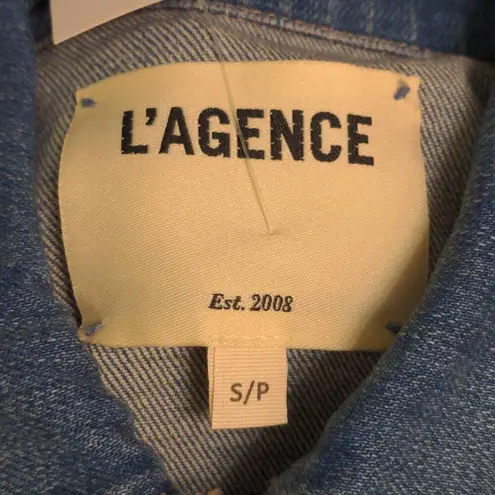 L'AGENCE
Est. 2008
S/P